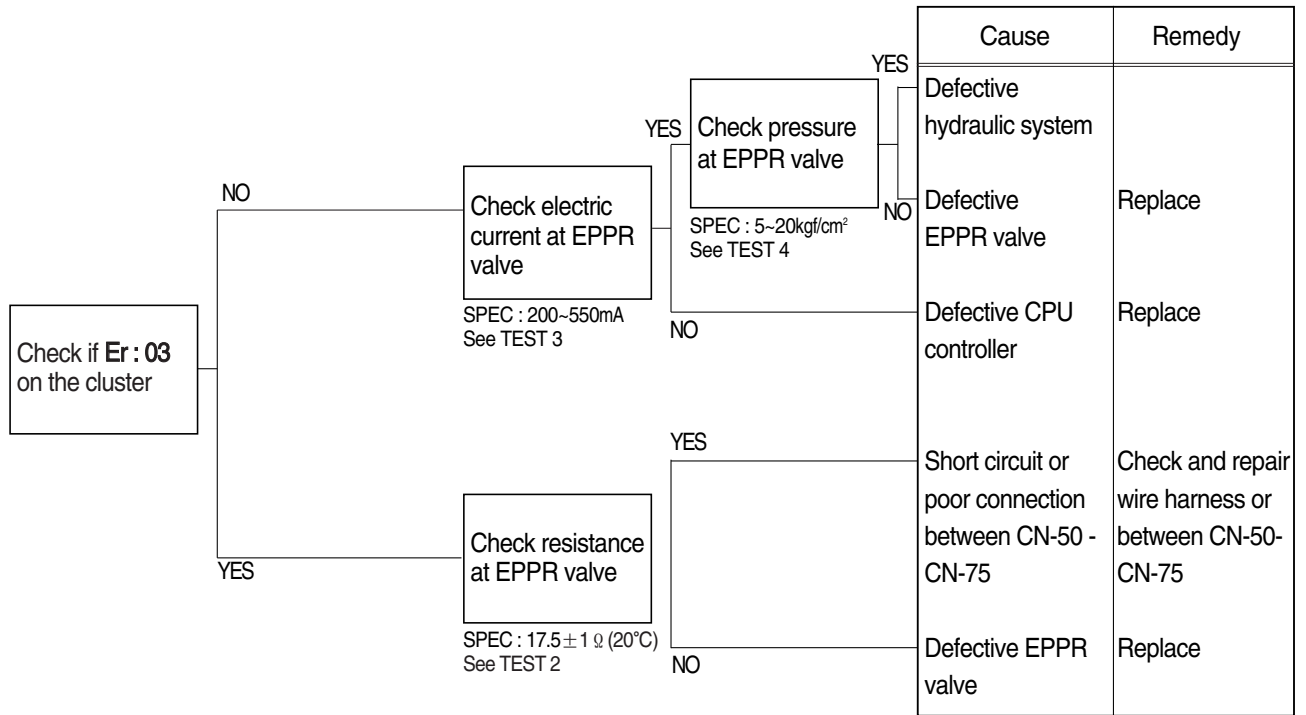 Check if Er : 03
on the cluster
NO
YES
Check electric
current at EPPR
valve
SPEC : 200~550mA
See TEST 3
Check resistance
at EPPR valve
SPEC : 17.5±1 Ω (20°C)
See TEST 2
YES
NO
Check pressure
at EPPR valve
SPEC : 5~20kgf/cm²
See TEST 4
YES
NO
YES
NO
Cause
Remedy
Defective
hydraulic system
Defective
EPPR valve
Replace
Defective CPU
controller
Replace
Short circuit or
poor connection
between CN-50 -
CN-75
Check and repair
wire harness or
between CN-50-
CN-75
Defective EPPR
valve
Replace